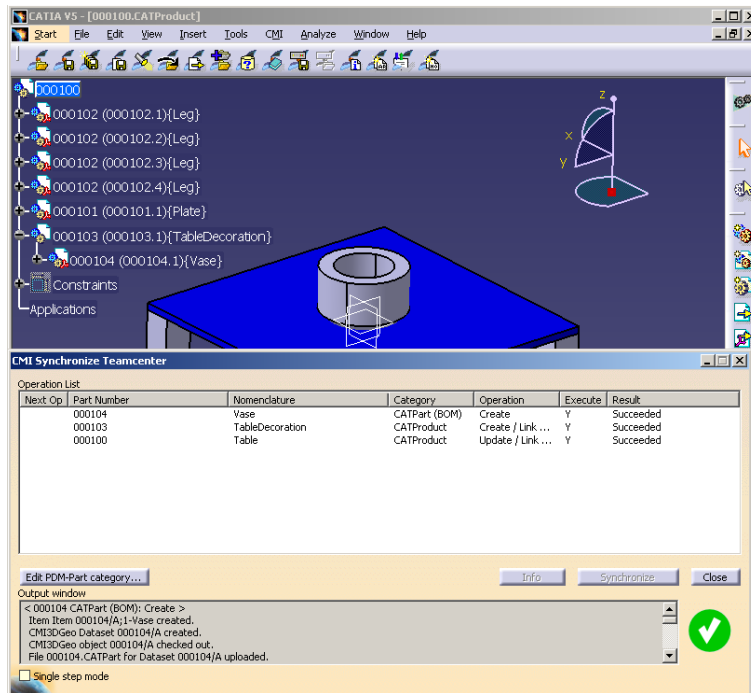 CATIA V5 - [000100.CATProduct]
Start File Edit View Insert Tools CMI Analyze Window Help
000100
000102 (000102.1){Leg}
000102 (000102.2){Leg}
000102 (000102.3){Leg}
000102 (000102.4){Leg}
000101 (000101.1){Plate}
000103 (000103.1){TableDecoration}
000104 (000104.1){Vase}
Constraints
Applications
z
x
y
CMI Synchronize Teamcenter
Operation List
Next Op Part Number Nomenclature Category Operation Execute Result
000104 Vase CATPart (BOM) Create Y Succeeded
000103 TableDecoration CATProduct Create / Link ... Y Succeeded
000100 Table CATProduct Update / Link ... Y Succeeded
Edit PDM-Part category... Info Synchronize Close
Output window
< 000104 CATPart (BOM): Create >
Item Item 000104/A;1-Vase created.
CMI3DGeo Dataset 000104/A created.
CMI3DGeo object 000104/A checked out.
File 000104.CATPart for Dataset 000104/A uploaded.
Single step mode